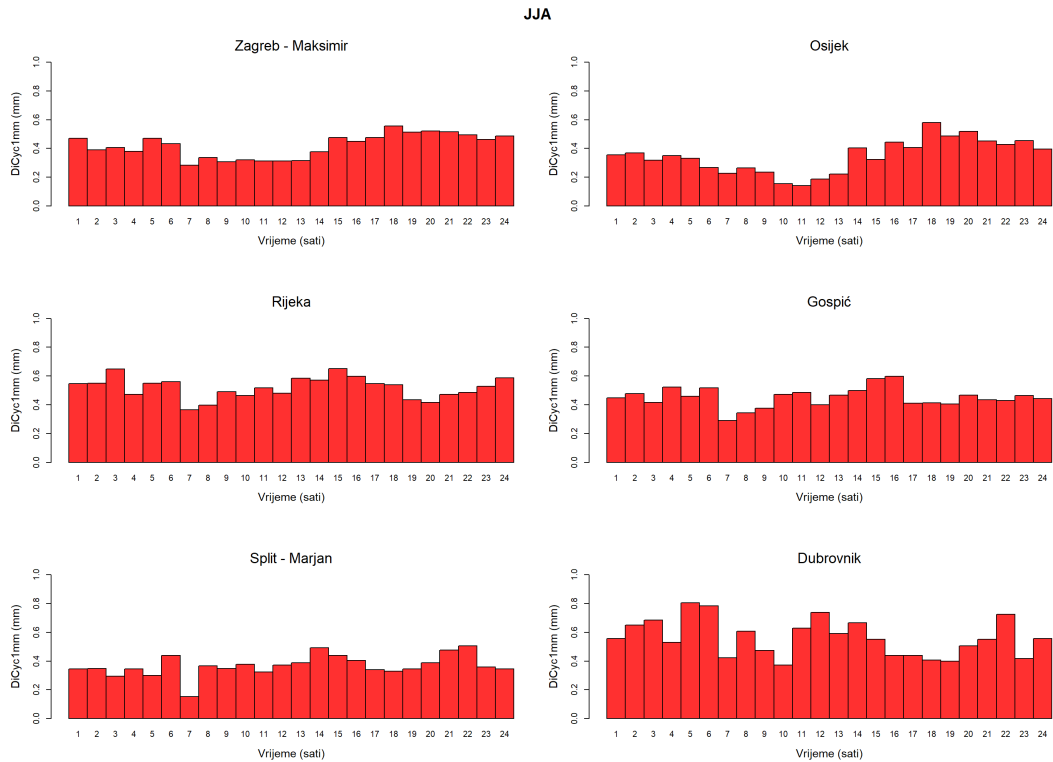 JJA
Zagreb - Maksimir
DiCyc1mm (mm)
0.0 0.2 0.4 0.6 0.8 1.0
1 2 3 4 5 6 7 8 9 10 11 12 13 14 15 16 17 18 19 20 21 22 23 24
Vrijeme (sati)
Osijek
DiCyc1mm (mm)
0.0 0.2 0.4 0.6 0.8 1.0
1 2 3 4 5 6 7 8 9 10 11 12 13 14 15 16 17 18 19 20 21 22 23 24
Vrijeme (sati)
Rijeka
DiCyc1mm (mm)
0.0 0.2 0.4 0.6 0.8 1.0
1 2 3 4 5 6 7 8 9 10 11 12 13 14 15 16 17 18 19 20 21 22 23 24
Vrijeme (sati)
Gospić
DiCyc1mm (mm)
0.0 0.2 0.4 0.6 0.8 1.0
1 2 3 4 5 6 7 8 9 10 11 12 13 14 15 16 17 18 19 20 21 22 23 24
Vrijeme (sati)
Split - Marjan
DiCyc1mm (mm)
0.0 0.2 0.4 0.6 0.8 1.0
1 2 3 4 5 6 7 8 9 10 11 12 13 14 15 16 17 18 19 20 21 22 23 24
Vrijeme (sati)
Dubrovnik
DiCyc1mm (mm)
0.0 0.2 0.4 0.6 0.8 1.0
1 2 3 4 5 6 7 8 9 10 11 12 13 14 15 16 17 18 19 20 21 22 23 24
Vrijeme (sati)